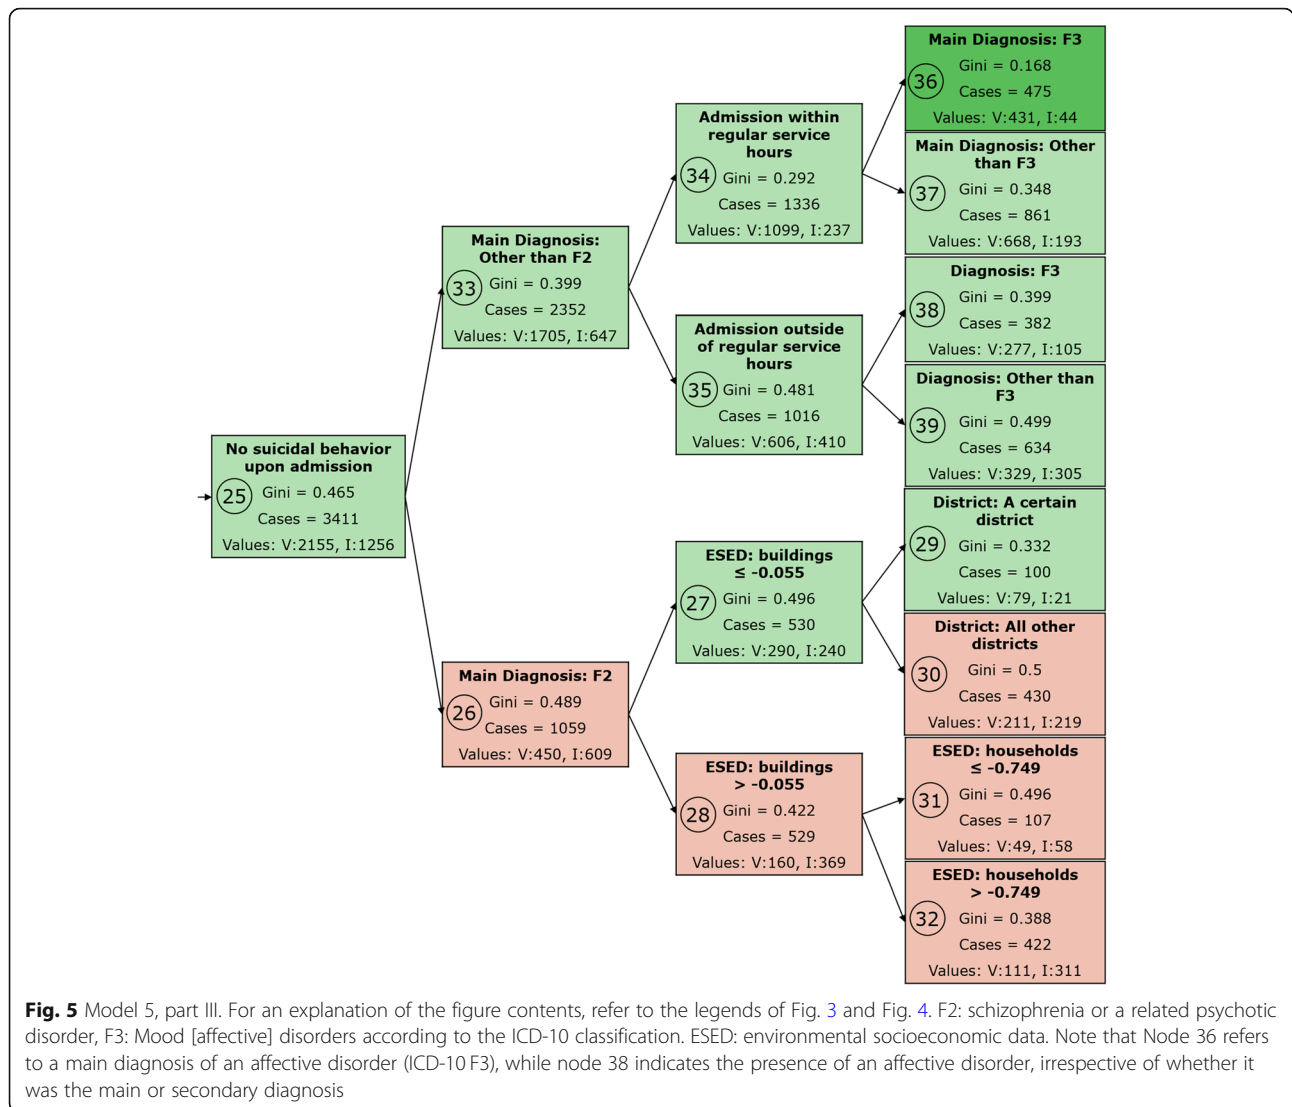 No suicidal behavior
upon admission
25
Gini = 0.465
Cases = 3411
Values: V:2155, I:1256
Main Diagnosis:
Other than F2
33
Gini = 0.399
Cases = 2352
Values: V:1705, I:647
Main Diagnosis: F2
26
Gini = 0.489
Cases = 1059
Values: V:450, I:609
Admission within
regular service
hours
34
Gini = 0.292
Cases = 1336
Values: V:1099, I:237
Admission outside
of regular service
hours
35
Gini = 0.481
Cases = 1016
Values: V:606, I:410
ESED: buildings
≤ -0.055
27
Gini = 0.496
Cases = 530
Values: V:290, I:240
ESED: buildings
> -0.055
28
Gini = 0.422
Cases = 529
Values: V:160, I:369
Main Diagnosis: F3
36
Gini = 0.168
Cases = 475
Values: V:431, I:44
Main Diagnosis: Other
than F3
37
Gini = 0.348
Cases = 861
Values: V:668, I:193
Diagnosis: F3
38
Gini = 0.399
Cases = 382
Values: V:277, I:105
Diagnosis: Other than
F3
39
Gini = 0.499
Cases = 634
Values: V:329, I:305
District: A certain
district
29
Gini = 0.332
Cases = 100
Values: V:79, I:21
District: All other
districts
30
Gini = 0.5
Cases = 430
Values: V:211, I:219
ESED: households
≤ -0.749
31
Gini = 0.496
Cases = 107
Values: V:49, I:58
ESED: households
> -0.749
32
Gini = 0.388
Cases = 422
Values: V:111, I:311
Fig. 5 Model 5, part III. For an explanation of the figure contents, refer to the legends of Fig. 3 and Fig. 4. F2: schizophrenia or a related psychotic
disorder, F3: Mood [affective] disorders according to the ICD-10 classification. ESED: environmental socioeconomic data. Note that Node 36 refers
to a main diagnosis of an affective disorder (ICD-10 F3), while node 38 indicates the presence of an affective disorder, irrespective of whether it
was the main or secondary diagnosis